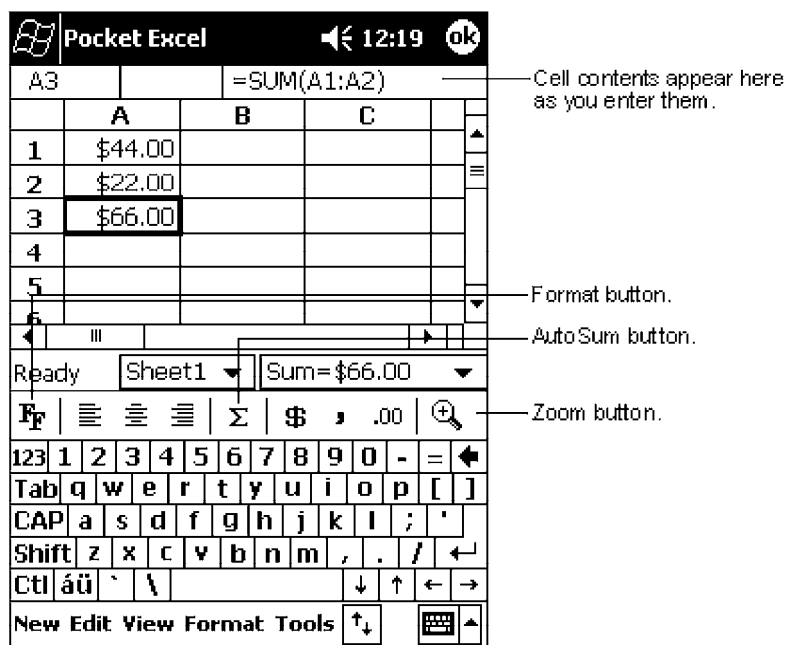 Pocket Excel 12:19 ok
A3 =SUM(A1:A2)
Cell contents appear here
as you enter them.
A B C
1 $44.00
2 $22.00
3 $66.00
4
5
6
Format button.
AutoSum button.
Ready Sheet1 Sum=$66.00
FF Σ $ , .00
Zoom button.
123 1 2 3 4 5 6 7 8 9 0 - =
Tab q w e r t y u i o p [ ]
CAP a s d f g h j k l ; '
Shift z x c v b n m , . /
Ctl áü ` \ ↓ ↑ ← →
New Edit View Format Tools